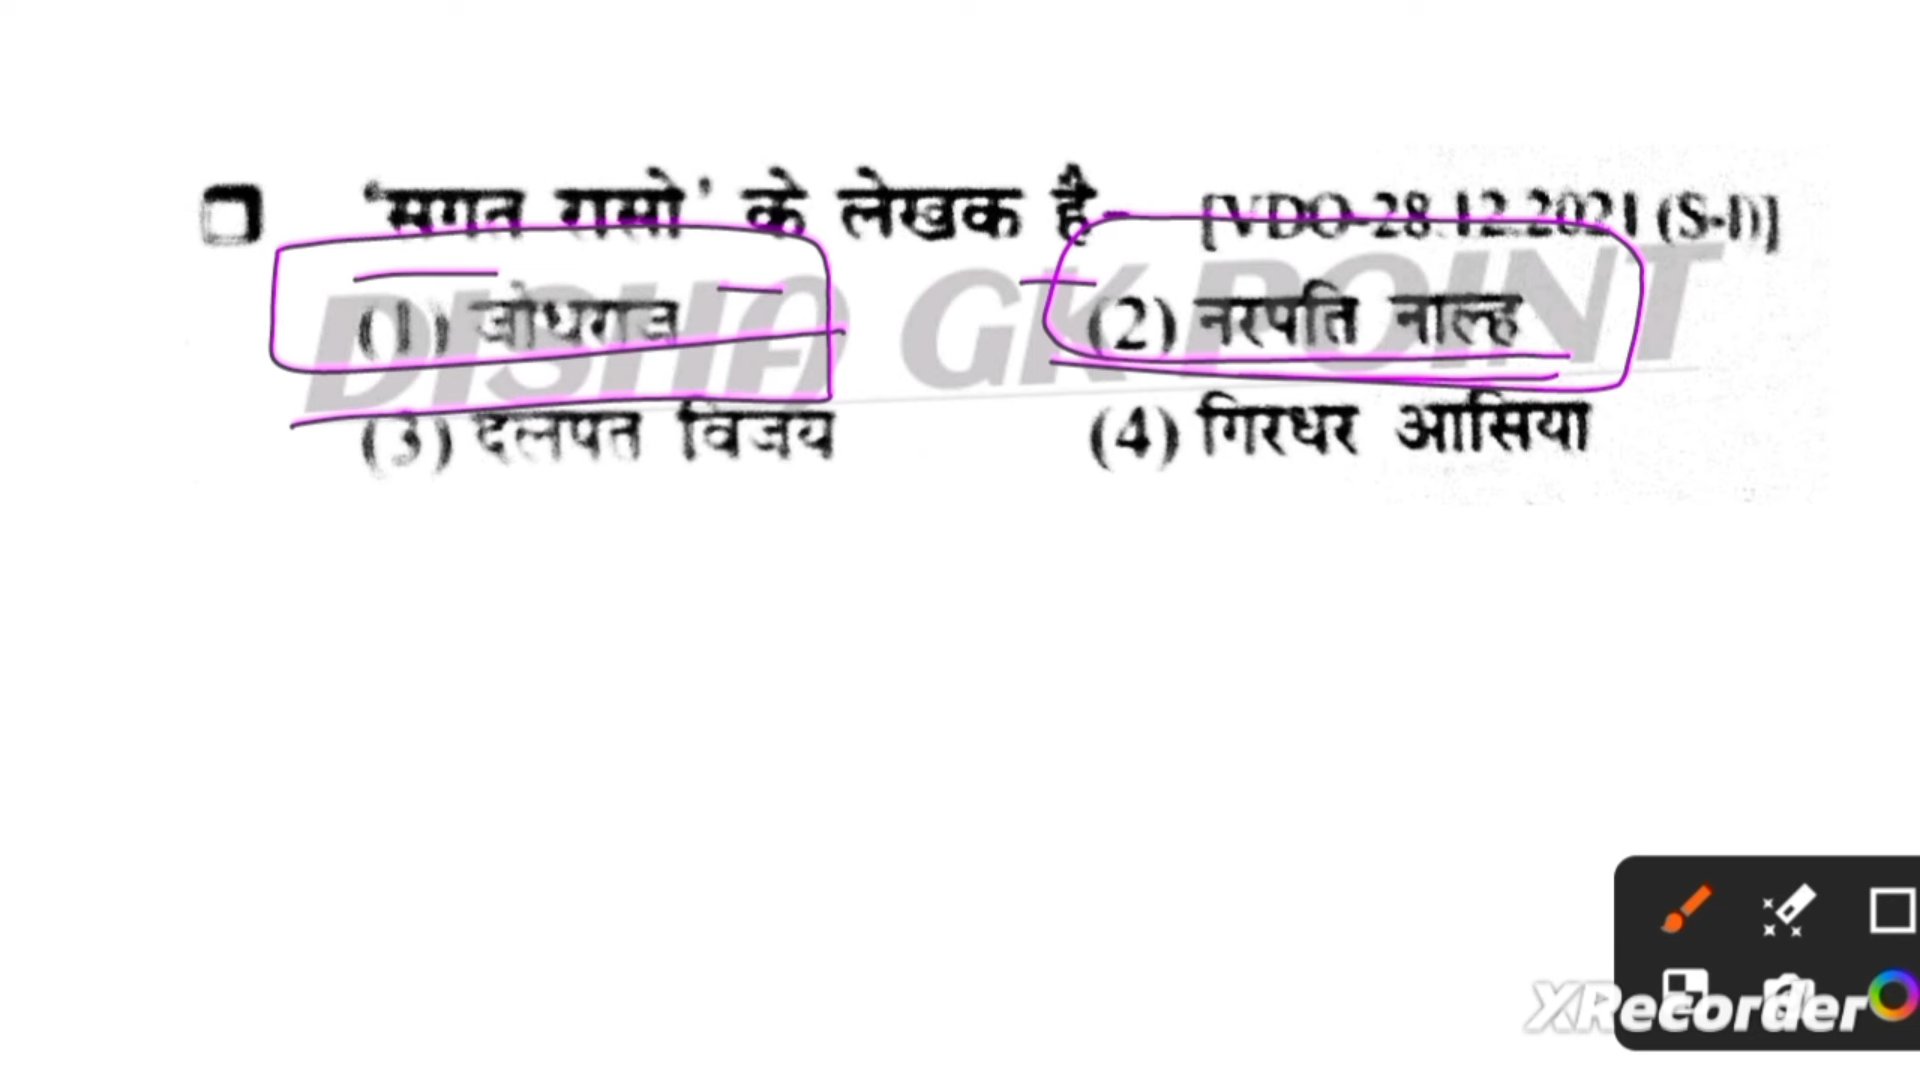 'सगत रासो' के लेखक है- [VDO-28.12.2021 (S-I)]
(1) जोधराज (2) नरपति नाल्ह
(3) दलपत विजय (4) गिरधर आसिया
DISHA GK POINT
XRecorder